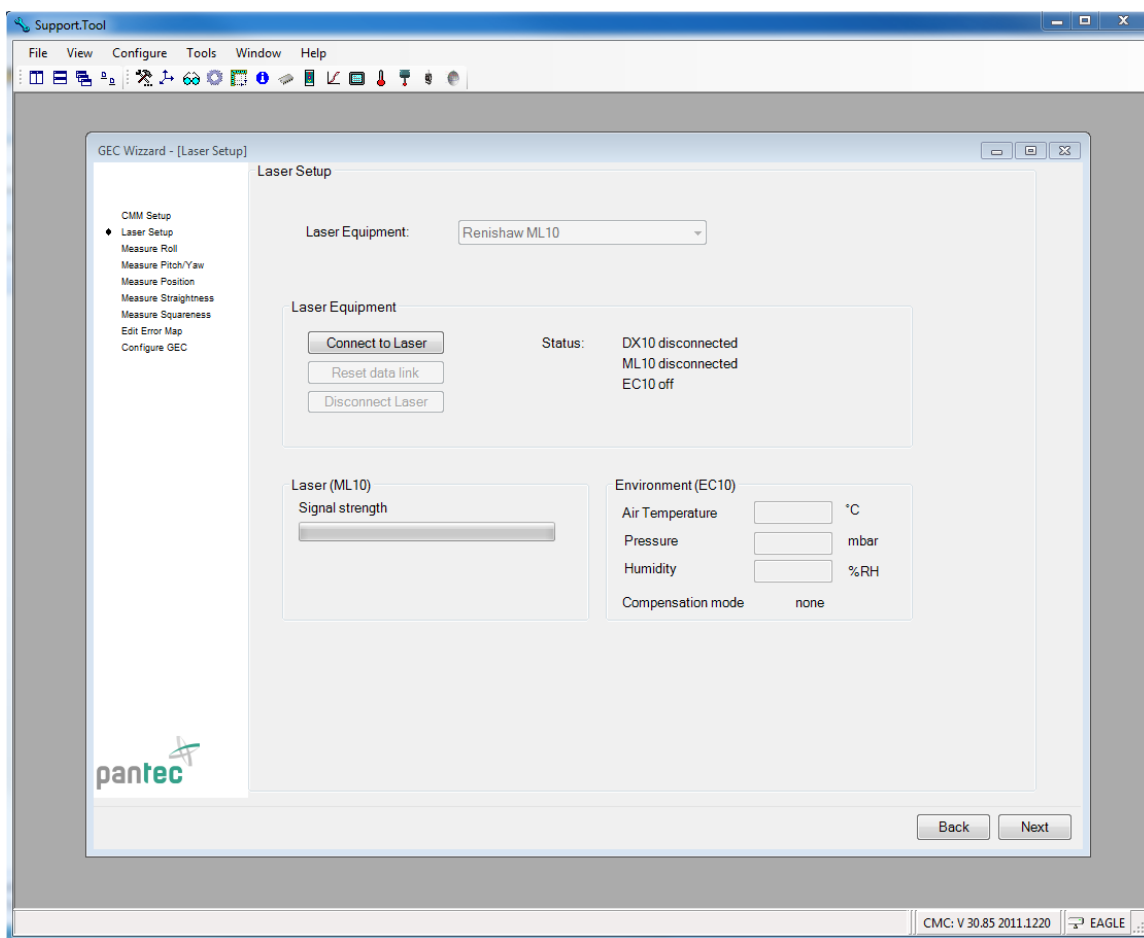 Support.Tool
File View Configure Tools Window Help
GEC Wizzard - [Laser Setup]
Laser Setup
CMM Setup
Laser Setup
Measure Roll
Measure Pitch/Yaw
Measure Position
Measure Straightness
Measure Squareness
Edit Error Map
Configure GEC
Laser Equipment: Renishaw ML10
Laser Equipment
Connect to Laser
Reset data link
Disconnect Laser
Status: DX10 disconnected
ML10 disconnected
EC10 off
Laser (ML10)
Signal strength
Environment (EC10)
Air Temperature °C
Pressure mbar
Humidity %RH
Compensation mode none
pantec
Back Next
CMC: V 30.85 2011.1220 EAGLE